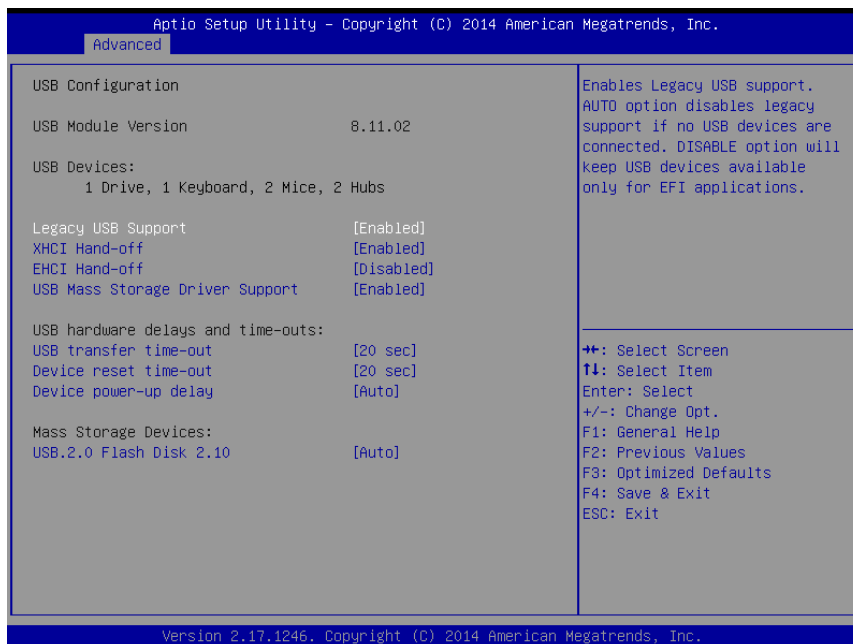 Aptio Setup Utility – Copyright (C) 2014 American Megatrends, Inc.
Advanced
USB Configuration
USB Module Version 8.11.02
USB Devices:
1 Drive, 1 Keyboard, 2 Mice, 2 Hubs
Legacy USB Support [Enabled]
XHCI Hand-off [Enabled]
EHCI Hand-off [Disabled]
USB Mass Storage Driver Support [Enabled]
USB hardware delays and time-outs:
USB transfer time-out [20 sec]
Device reset time-out [20 sec]
Device power-up delay [Auto]
Mass Storage Devices:
USB.2.0 Flash Disk 2.10 [Auto]
Enables Legacy USB support.
AUTO option disables legacy
support if no USB devices are
connected. DISABLE option will
keep USB devices available
only for EFI applications.
→←: Select Screen
↑↓: Select Item
Enter: Select
+/-: Change Opt.
F1: General Help
F2: Previous Values
F3: Optimized Defaults
F4: Save & Exit
ESC: Exit
Version 2.17.1246. Copyright (C) 2014 American Megatrends, Inc.